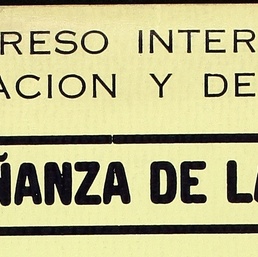 RESO INTER
ACION Y DE
ÑANZA DE LA